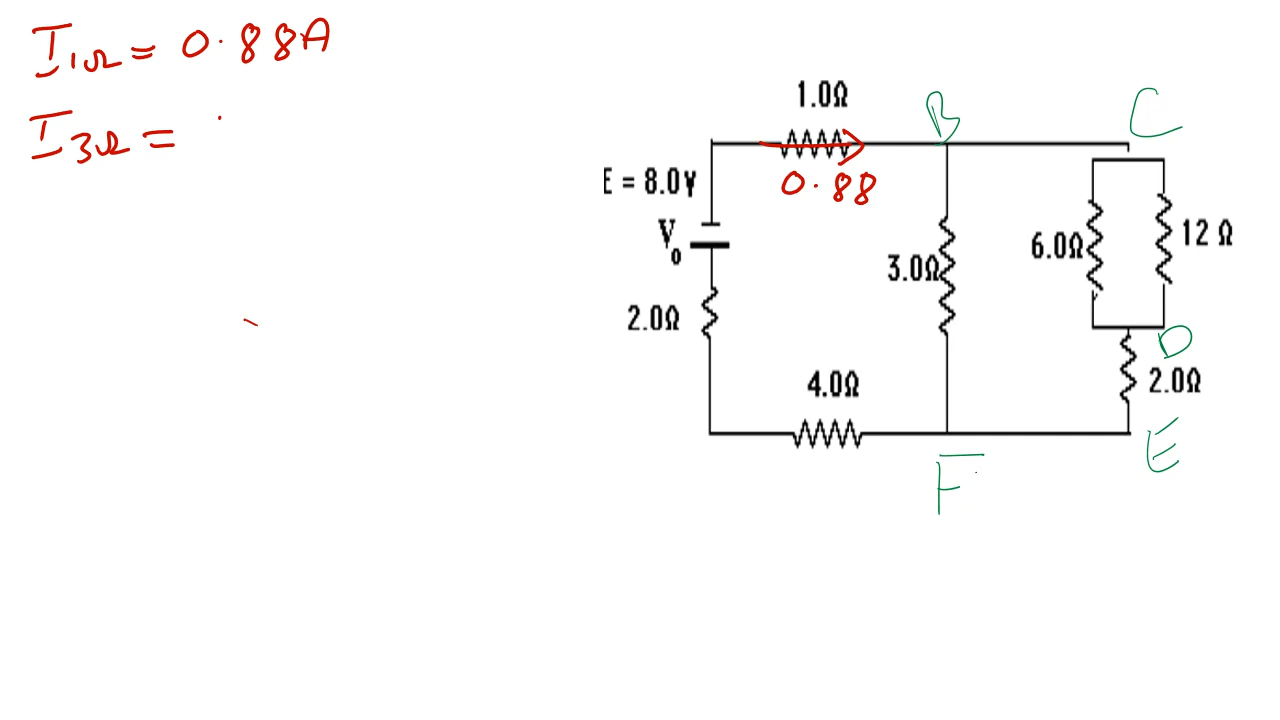 I1Ω = 0.88A
I3Ω =
1.0Ω
B
C
E = 8.0V
0.88
V0
3.0Ω
6.0Ω
12 Ω
2.0Ω
D
4.0Ω
2.0Ω
E
F